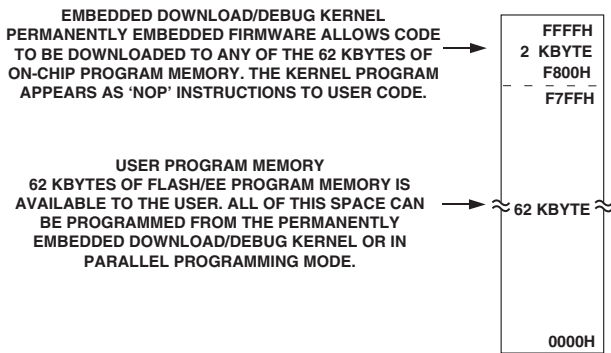 EMBEDDED DOWNLOAD/DEBUG KERNEL
PERMANENTLY EMBEDDED FIRMWARE ALLOWS CODE
TO BE DOWNLOADED TO ANY OF THE 62 KBYTES OF
ON-CHIP PROGRAM MEMORY. THE KERNEL PROGRAM
APPEARS AS ‘NOP’ INSTRUCTIONS TO USER CODE.
FFFFH
2 KBYTE
F800H
F7FFH
USER PROGRAM MEMORY
62 KBYTES OF FLASH/EE PROGRAM MEMORY IS
AVAILABLE TO THE USER. ALL OF THIS SPACE CAN
BE PROGRAMMED FROM THE PERMANENTLY
EMBEDDED DOWNLOAD/DEBUG KERNEL OR IN
PARALLEL PROGRAMMING MODE.
62 KBYTE
0000H